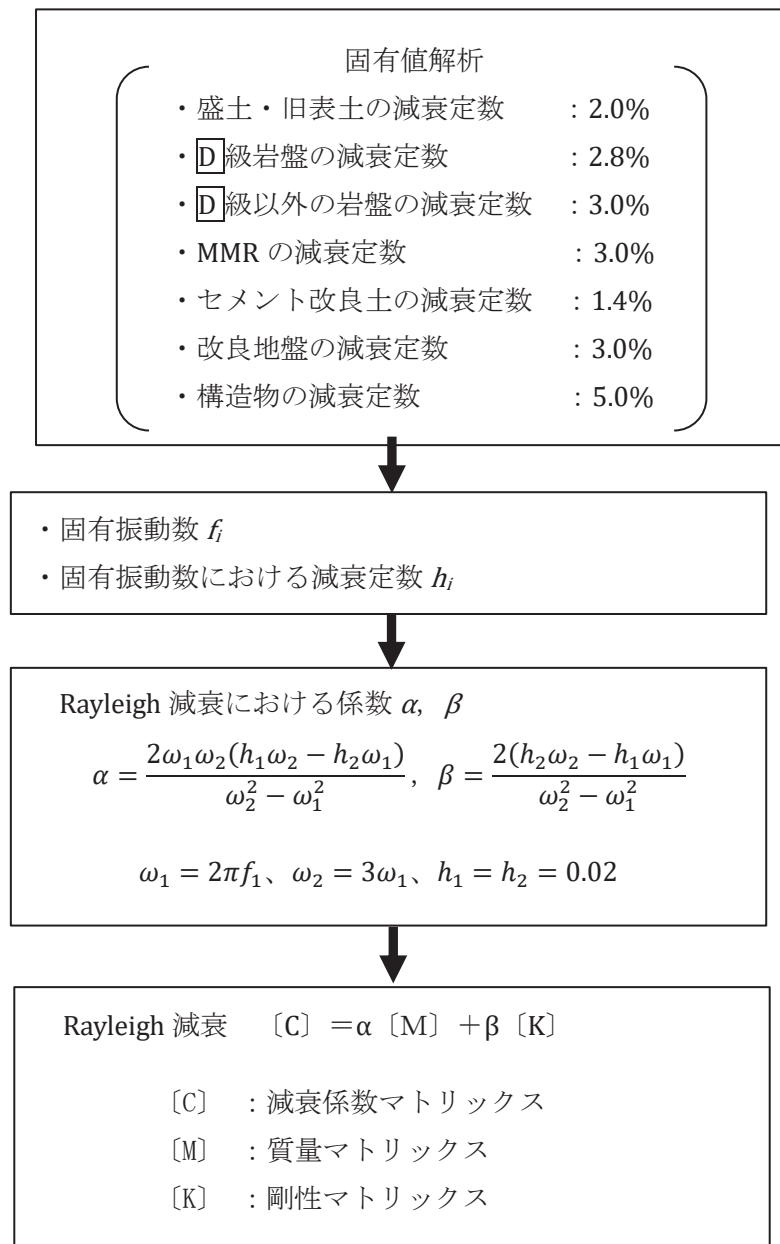 固有値解析
・盛土・旧表土の減衰定数 : 2.0%
・D級岩盤の減衰定数 : 2.8%
・D級以外の岩盤の減衰定数 : 3.0%
・MMR の減衰定数 : 3.0%
・セメント改良土の減衰定数 : 1.4%
・改良地盤の減衰定数 : 3.0%
・構造物の減衰定数 : 5.0%
・固有振動数 fᵢ
・固有振動数における減衰定数 hᵢ
Rayleigh 減衰における係数 α, β
α = 2ω₁ω₂(h₁ω₂ − h₂ω₁) / (ω₂² − ω₁²) , β = 2(h₂ω₂ − h₁ω₁) / (ω₂² − ω₁²)
ω₁ = 2πf₁、ω₂ = 3ω₁、h₁ = h₂ = 0.02
Rayleigh 減衰 〔C〕＝α〔M〕＋β〔K〕
〔C〕 : 減衰係数マトリックス
〔M〕 : 質量マトリックス
〔K〕 : 剛性マトリックス